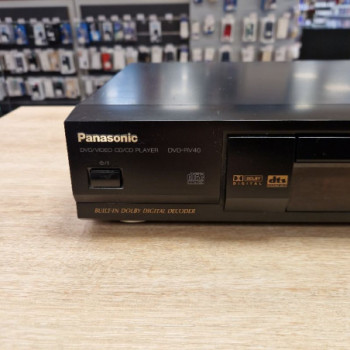 Panasonic
DVD/VIDEO CD/CD PLAYER DVD-RV40
DOLBY
DIGITAL
dts
BUILT-IN DOLBY DIGITAL DECODER